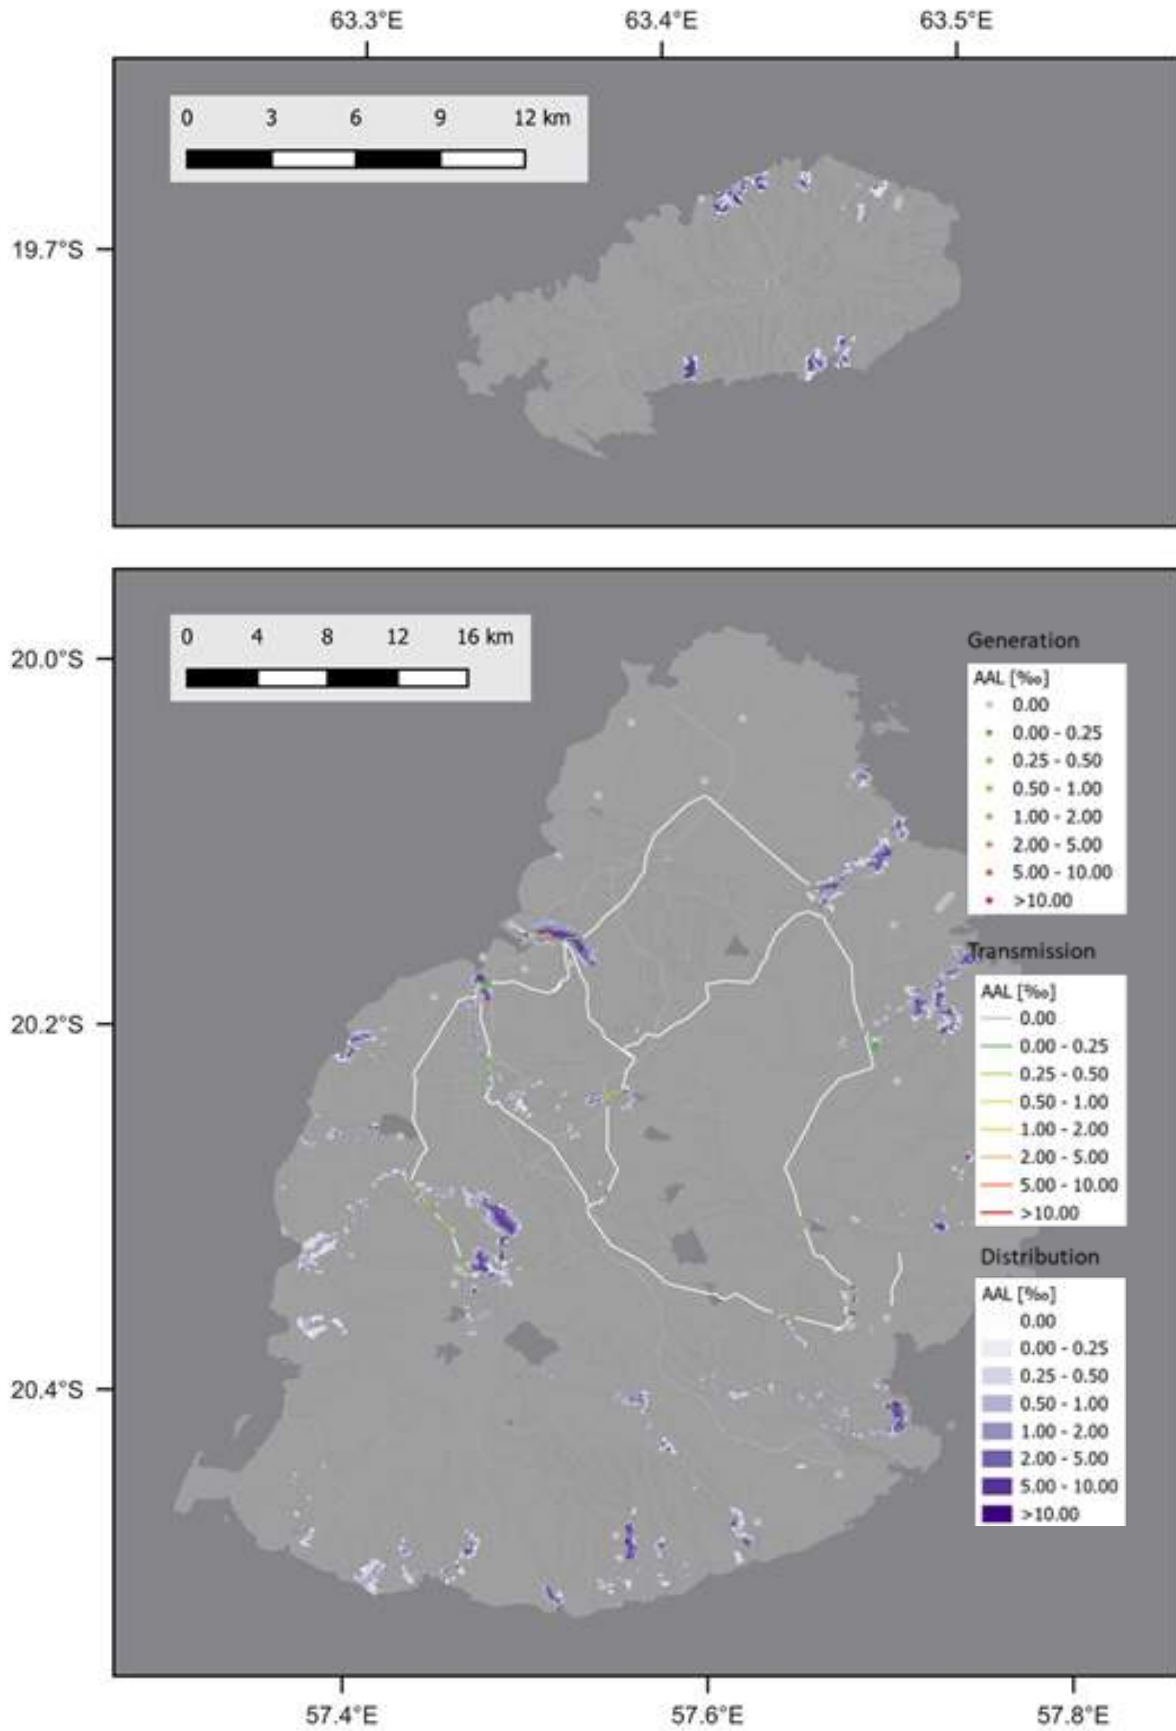 63.3°E 63.4°E 63.5°E
0 3 6 9 12 km
19.7°S
0 4 8 12 16 km
20.0°S
20.2°S
20.4°S
Generation
AAL [‰]
0.00
0.00 - 0.25
0.25 - 0.50
0.50 - 1.00
1.00 - 2.00
2.00 - 5.00
5.00 - 10.00
>10.00
Transmission
AAL [‰]
0.00
0.00 - 0.25
0.25 - 0.50
0.50 - 1.00
1.00 - 2.00
2.00 - 5.00
5.00 - 10.00
>10.00
Distribution
AAL [‰]
0.00
0.00 - 0.25
0.25 - 0.50
0.50 - 1.00
1.00 - 2.00
2.00 - 5.00
5.00 - 10.00
>10.00
57.4°E 57.6°E 57.8°E